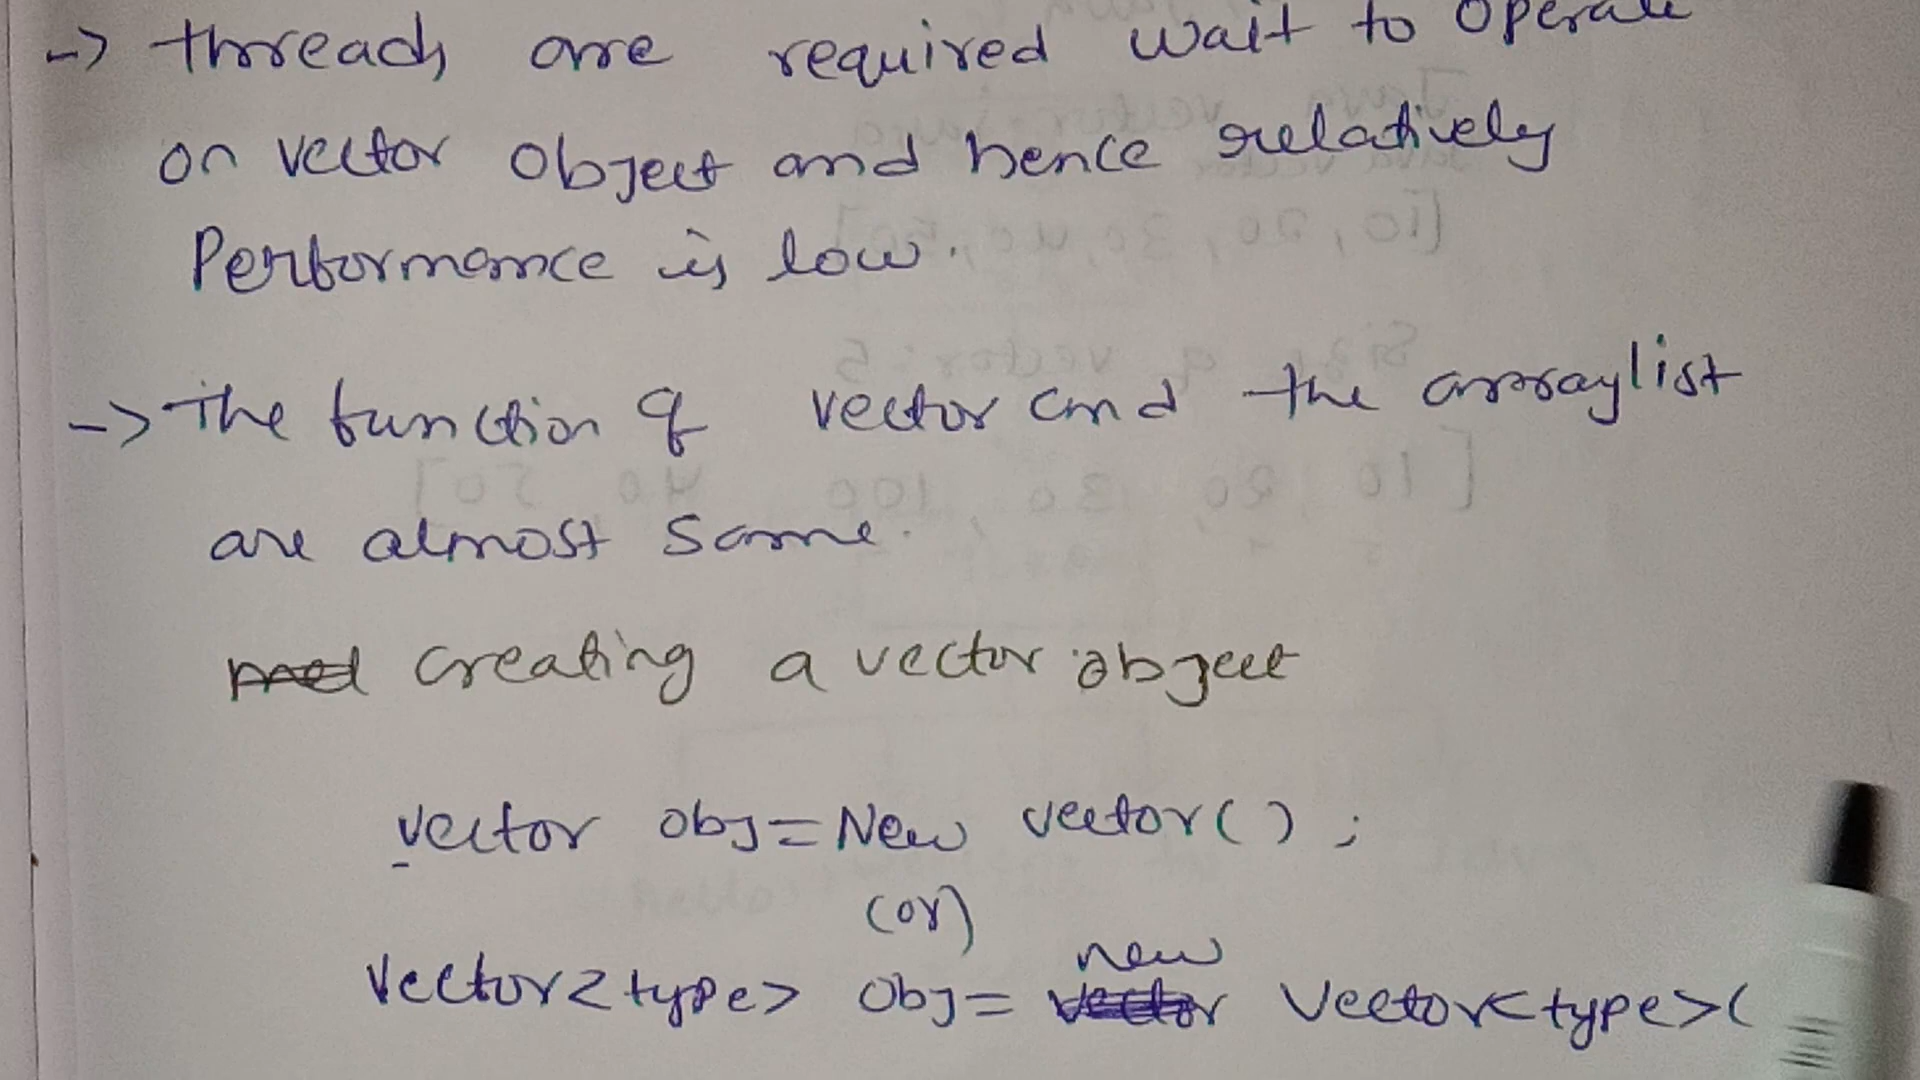 -> threads are required wait to operate
on vector object and hence relatively
Performance is low.
-> The function of vector and the arraylist
are almost same.
creating a vector object
vector obj = New vector() ;
(or)
new
Vector<type> obj = Vector<type>(